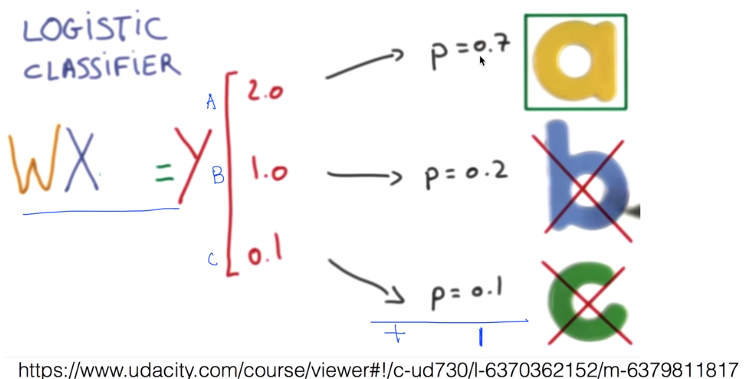 LOGISTIC
CLASSIFIER
WX = Y
A 2.0 p = 0.7 a
B 1.0 p = 0.2 b
C 0.1 p = 0.1 c
+ 1
https://www.udacity.com/course/viewer#!/c-ud730/l-6370362152/m-6379811817